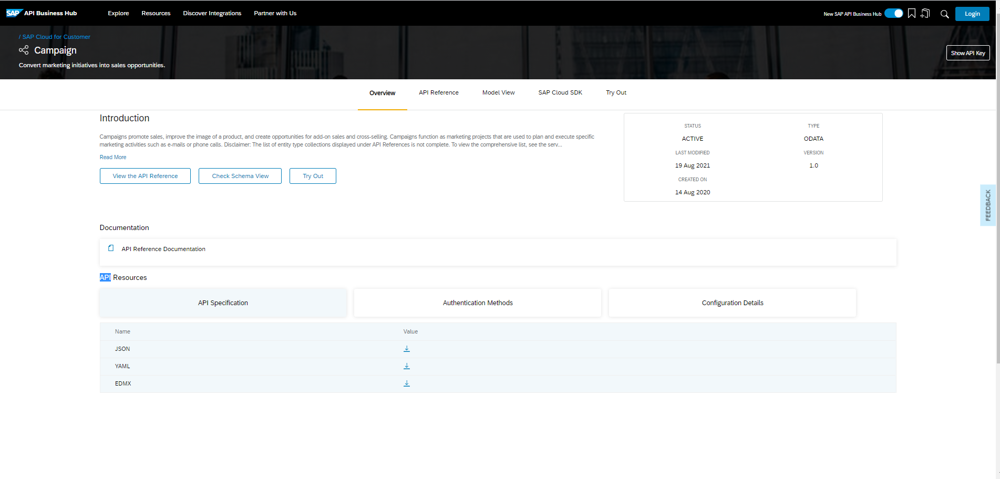 SAP API Business Hub
Explore
Resources
Discover Integrations
Partner with Us
New SAP API Business Hub
Login
/ SAP Cloud for Customer
Campaign
Convert marketing initiatives into sales opportunities.
Show API Key
Overview
API Reference
Model View
SAP Cloud SDK
Try Out
Introduction
Campaigns promote sales, improve the image of a product, and create opportunities for add-on sales and cross-selling. Campaigns function as marketing projects that are used to plan and execute specific
marketing activities such as e-mails or phone calls. Disclaimer: The list of entity type collections displayed under API References is not complete. To view the comprehensive list, see the serv...
Read More
View the API Reference
Check Schema View
Try Out
STATUS
ACTIVE
TYPE
ODATA
LAST MODIFIED
19 Aug 2021
VERSION
1.0
CREATED ON
14 Aug 2020
FEEDBACK
Documentation
API Reference Documentation
API Resources
API Specification
Authentication Methods
Configuration Details
Name
Value
JSON
YAML
EDMX